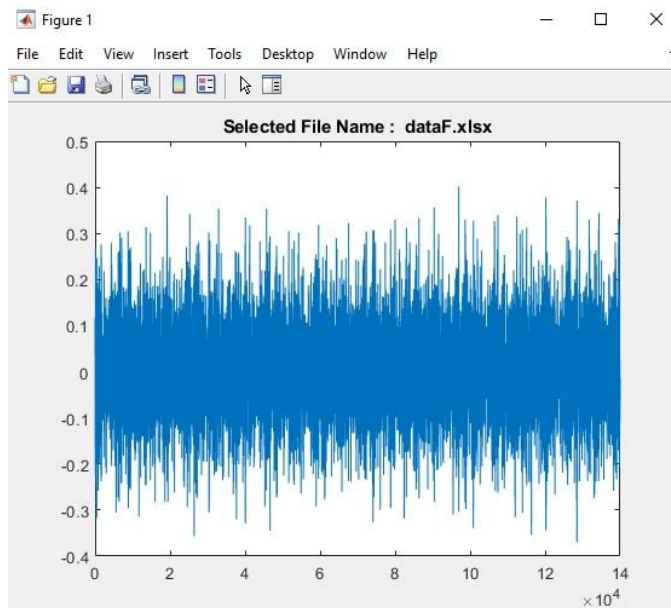 Figure 1
File Edit View Insert Tools Desktop Window Help
Selected File Name : dataF.xlsx
0.5
0.4
0.3
0.2
0.1
0
-0.1
-0.2
-0.3
-0.4
0 2 4 6 8 10 12 14
× 10⁴